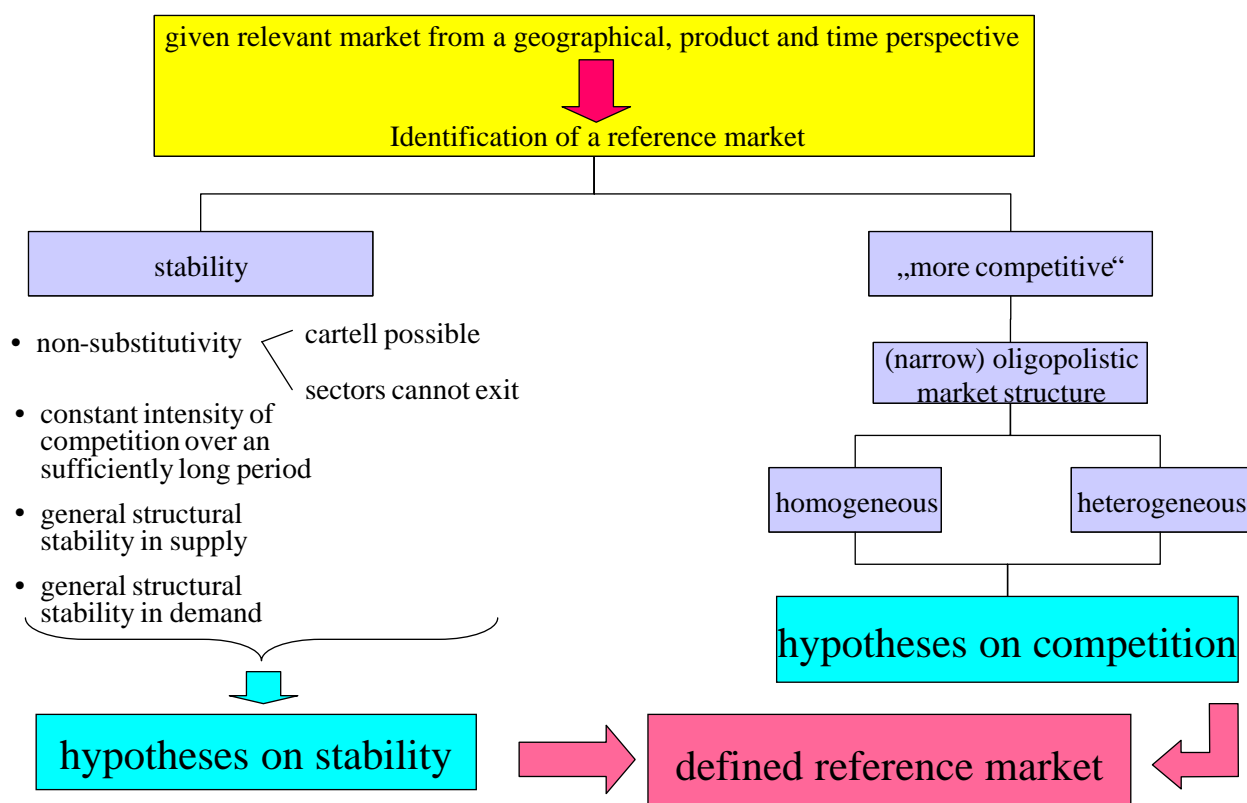 given relevant market from a geographical, product and time perspective
Identification of a reference market
stability
„more competitive“
• non-substitutivity
cartell possible
sectors cannot exit
(narrow) oligopolistic
market structure
• constant intensity of
competition over an
sufficiently long period
homogeneous
heterogeneous
• general structural
stability in supply
• general structural
stability in demand
hypotheses on competition
hypotheses on stability
defined reference market